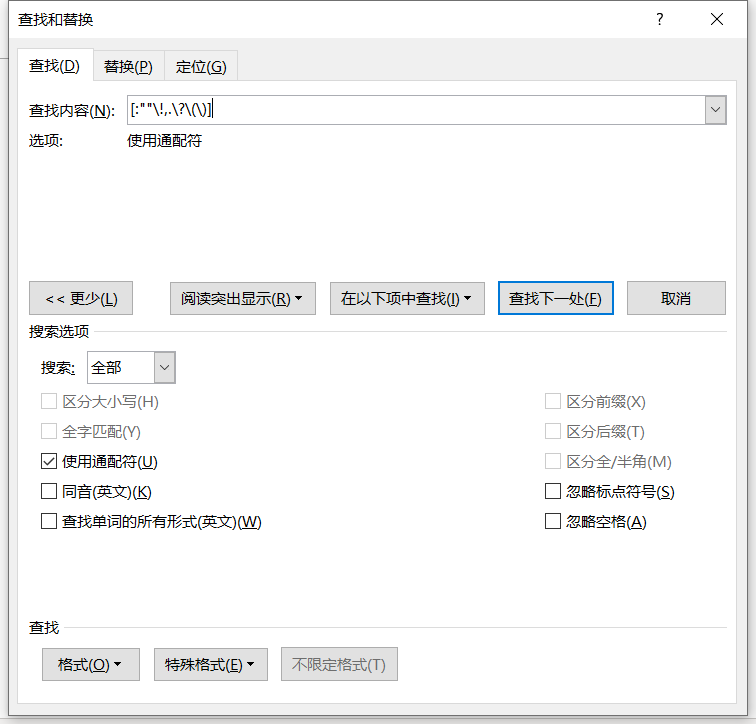 查找和替换 ?
查找(D) 替换(P) 定位(G)
查找内容(N): [:""\!,.\?\(\)]
选项: 使用通配符
<< 更少(L) 阅读突出显示(R) 在以下项中查找(I) 查找下一处(F) 取消
搜索选项
搜索: 全部
区分大小写(H) 区分前缀(X)
全字匹配(Y) 区分后缀(T)
使用通配符(U) 区分全/半角(M)
同音(英文)(K) 忽略标点符号(S)
查找单词的所有形式(英文)(W) 忽略空格(A)
查找
格式(O) 特殊格式(E) 不限定格式(T)